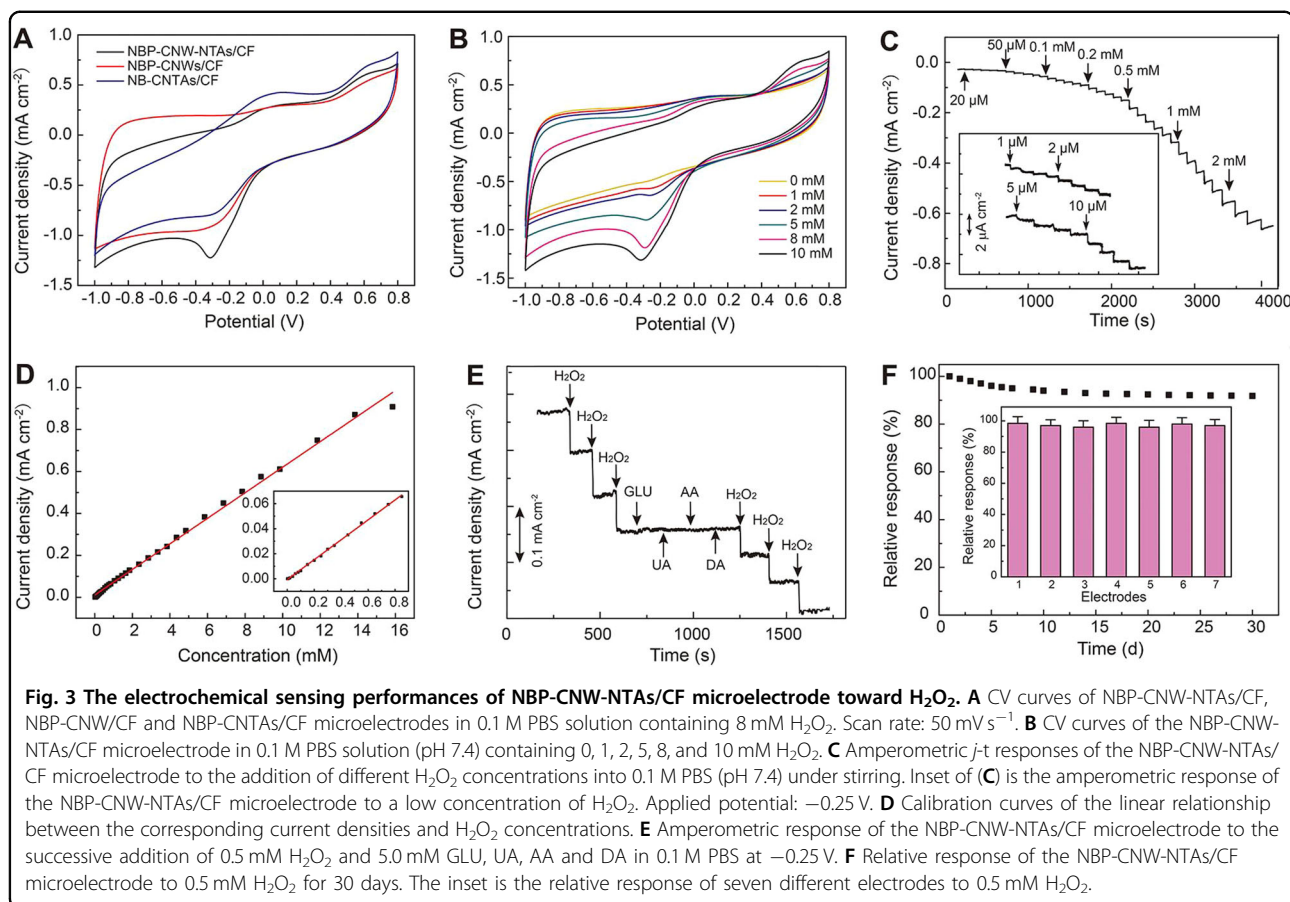 A
NBP-CNW-NTAs/CF
NBP-CNWs/CF
NB-CNTAs/CF
1.5
1.0
0.5
0.0
-0.5
-1.0
-1.5
Current density (mA cm⁻²)
-1.0 -0.8 -0.6 -0.4 -0.2 0.0 0.2 0.4 0.6 0.8
Potential (V)
B
1.5
1.0
0.5
0.0
-0.5
-1.0
-1.5
Current density (mA cm⁻²)
0 mM
1 mM
2 mM
5 mM
8 mM
10 mM
-1.0 -0.8 -0.6 -0.4 -0.2 0.0 0.2 0.4 0.6 0.8
Potential (V)
C
0.0
-0.2
-0.4
-0.6
-0.8
Current density (mA cm⁻²)
20 μM
50 μM
0.1 mM
0.2 mM
0.5 mM
1 mM
2 mM
1 μM
2 μM
5 μM
10 μM
2 μA cm⁻²
0 1000 2000 3000 4000
Time (s)
D
1.0
0.8
0.6
0.4
0.2
0.0
Current density (mA cm⁻²)
0.06
0.04
0.02
0.00
0.0 0.2 0.4 0.6 0.8
0 2 4 6 8 10 12 14 16
Concentration (mM)
E
Current density (mA cm⁻²)
0.1 mA cm⁻²
H₂O₂
H₂O₂
H₂O₂
GLU
UA
AA
DA
H₂O₂
H₂O₂
H₂O₂
0 500 1000 1500
Time (s)
F
100
80
60
40
20
0
Relative response (%)
100
80
60
40
20
0
Relative response (%)
1 2 3 4 5 6 7
Electrodes
0 5 10 15 20 25 30
Time (d)
Fig. 3 The electrochemical sensing performances of NBP-CNW-NTAs/CF microelectrode toward H₂O₂. A CV curves of NBP-CNW-NTAs/CF,
NBP-CNW/CF and NBP-CNTAs/CF microelectrodes in 0.1 M PBS solution containing 8 mM H₂O₂. Scan rate: 50 mV s⁻¹. B CV curves of the NBP-CNW-
NTAs/CF microelectrode in 0.1 M PBS solution (pH 7.4) containing 0, 1, 2, 5, 8, and 10 mM H₂O₂. C Amperometric j-t responses of the NBP-CNW-NTAs/
CF microelectrode to the addition of different H₂O₂ concentrations into 0.1 M PBS (pH 7.4) under stirring. Inset of (C) is the amperometric response of
the NBP-CNW-NTAs/CF microelectrode to a low concentration of H₂O₂. Applied potential: −0.25 V. D Calibration curves of the linear relationship
between the corresponding current densities and H₂O₂ concentrations. E Amperometric response of the NBP-CNW-NTAs/CF microelectrode to the
successive addition of 0.5 mM H₂O₂ and 5.0 mM GLU, UA, AA and DA in 0.1 M PBS at −0.25 V. F Relative response of the NBP-CNW-NTAs/CF
microelectrode to 0.5 mM H₂O₂ for 30 days. The inset is the relative response of seven different electrodes to 0.5 mM H₂O₂.